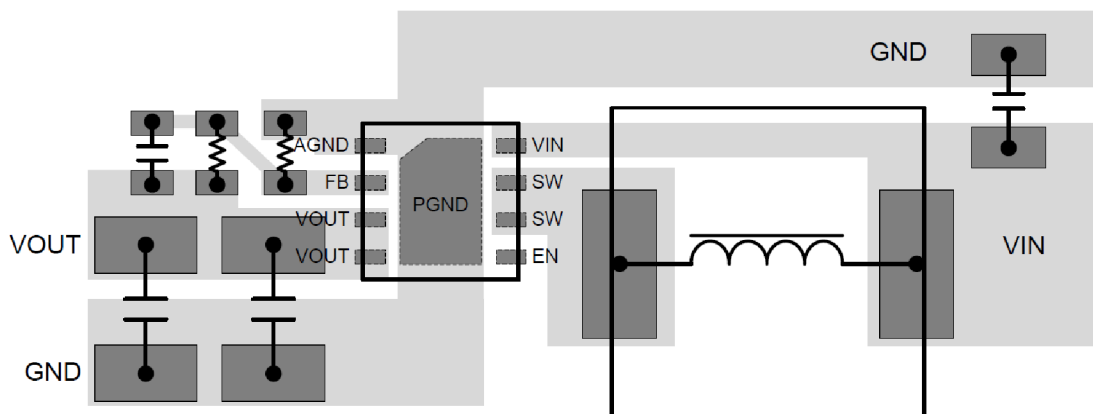 GND
AGND
VIN
FB
SW
PGND
VOUT
SW
VOUT
VOUT
EN
VIN
GND